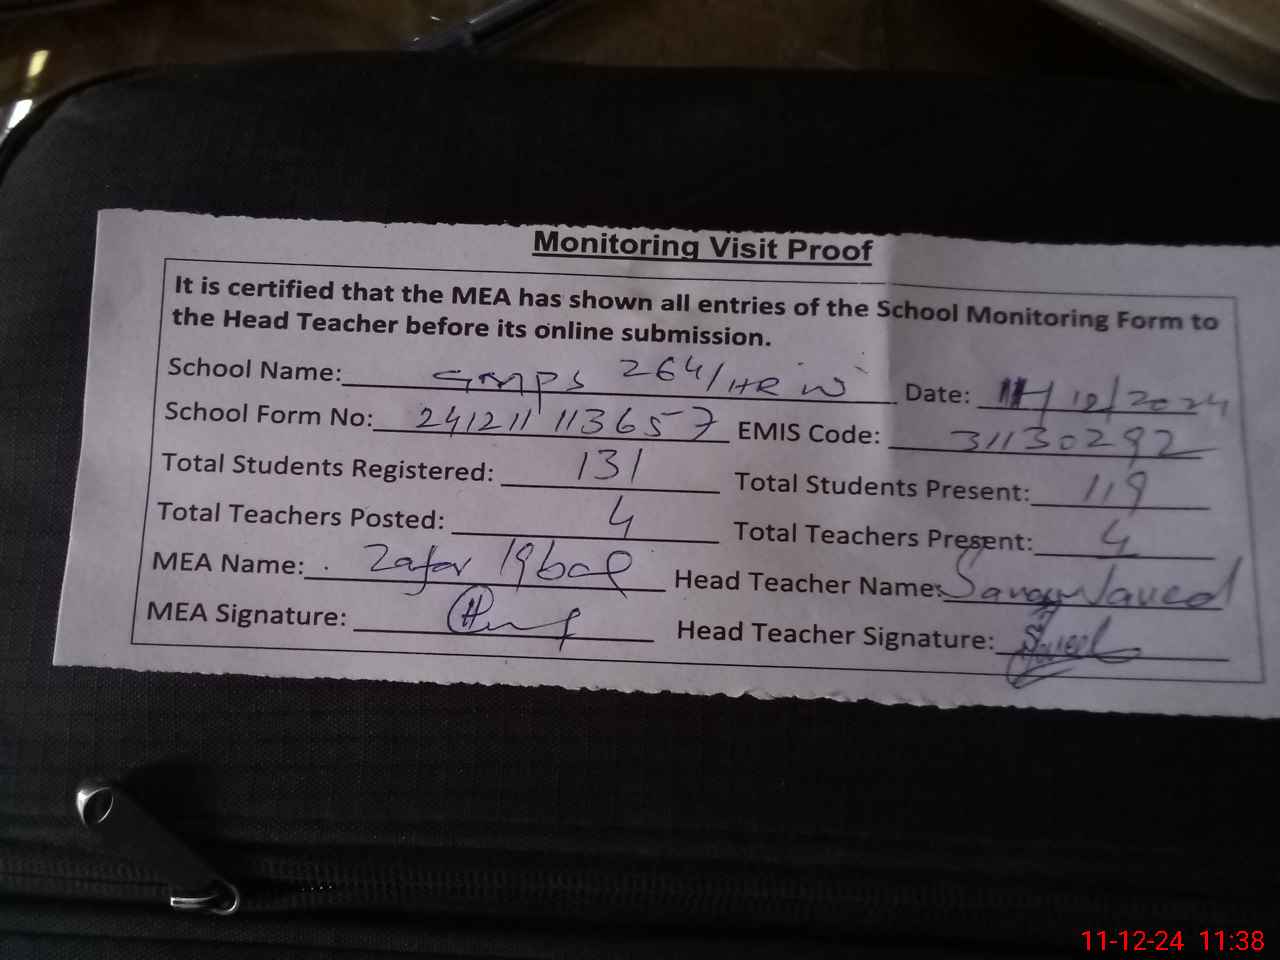 Monitoring Visit Proof
It is certified that the MEA has shown all entries of the School Monitoring Form to
the Head Teacher before its online submission.
School Name: GMPS 264/HR W Date: 11/12/2024
School Form No: 241211113657 EMIS Code: 31130292
Total Students Registered: 131 Total Students Present: 119
Total Teachers Posted: 4 Total Teachers Present: 4
MEA Name: Zafar Iqbal Head Teacher Name: Javed
MEA Signature: Head Teacher Signature:
11-12-24 11:38